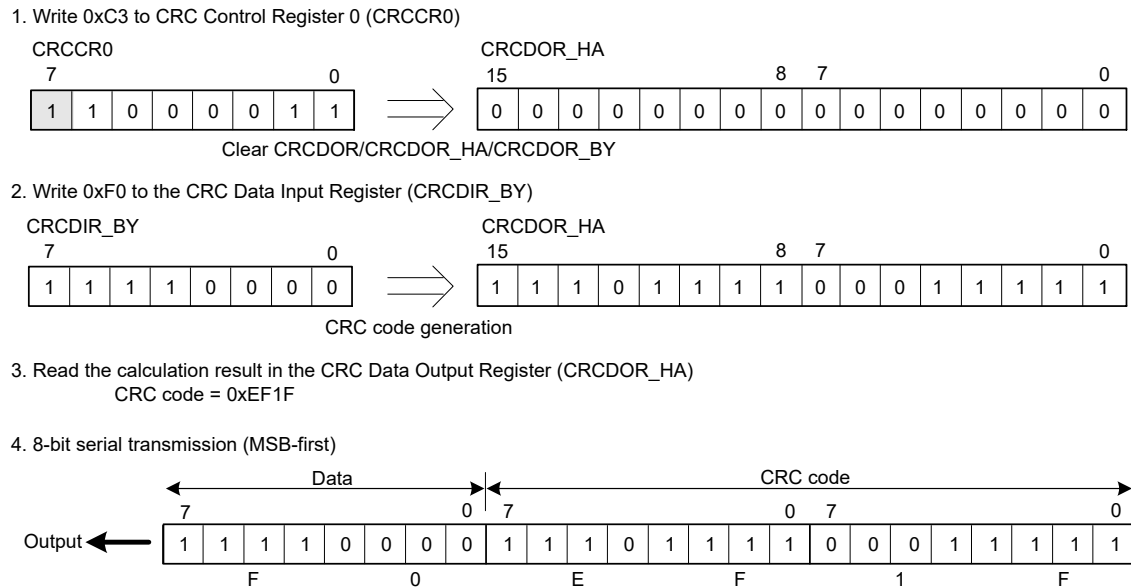 1. Write 0xC3 to CRC Control Register 0 (CRCCR0)
CRCCR0 CRCDOR_HA
7 0 15 8 7 0
1 1 0 0 0 0 1 1 0 0 0 0 0 0 0 0 0 0 0 0 0 0 0 0
Clear CRCDOR/CRCDOR_HA/CRCDOR_BY
2. Write 0xF0 to the CRC Data Input Register (CRCDIR_BY)
CRCDIR_BY CRCDOR_HA
7 0 15 8 7 0
1 1 1 1 0 0 0 0 1 1 1 0 1 1 1 1 0 0 0 1 1 1 1 1
CRC code generation
3. Read the calculation result in the CRC Data Output Register (CRCDOR_HA)
CRC code = 0xEF1F
4. 8-bit serial transmission (MSB-first)
Data CRC code
7 0 7 0 7 0
Output 1 1 1 1 0 0 0 0 1 1 1 0 1 1 1 1 0 0 0 1 1 1 1 1
F 0 E F 1 F